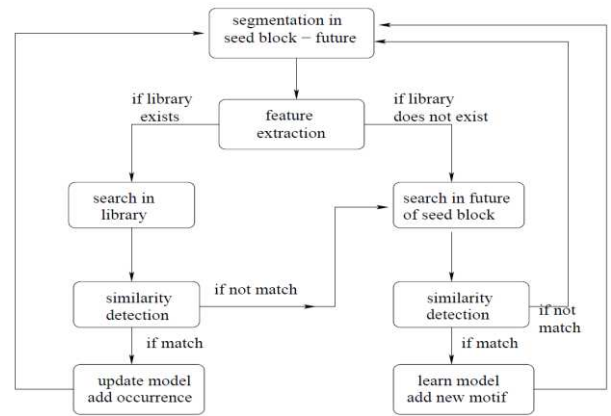 segmentation in
seed block − future
if library
exists
feature
extraction
if library
does not exist
search in
library
search in future
of seed block
similarity
detection
if not match
similarity
detection
if not
match
if match
if match
update model
add occurrence
learn model
add new motif